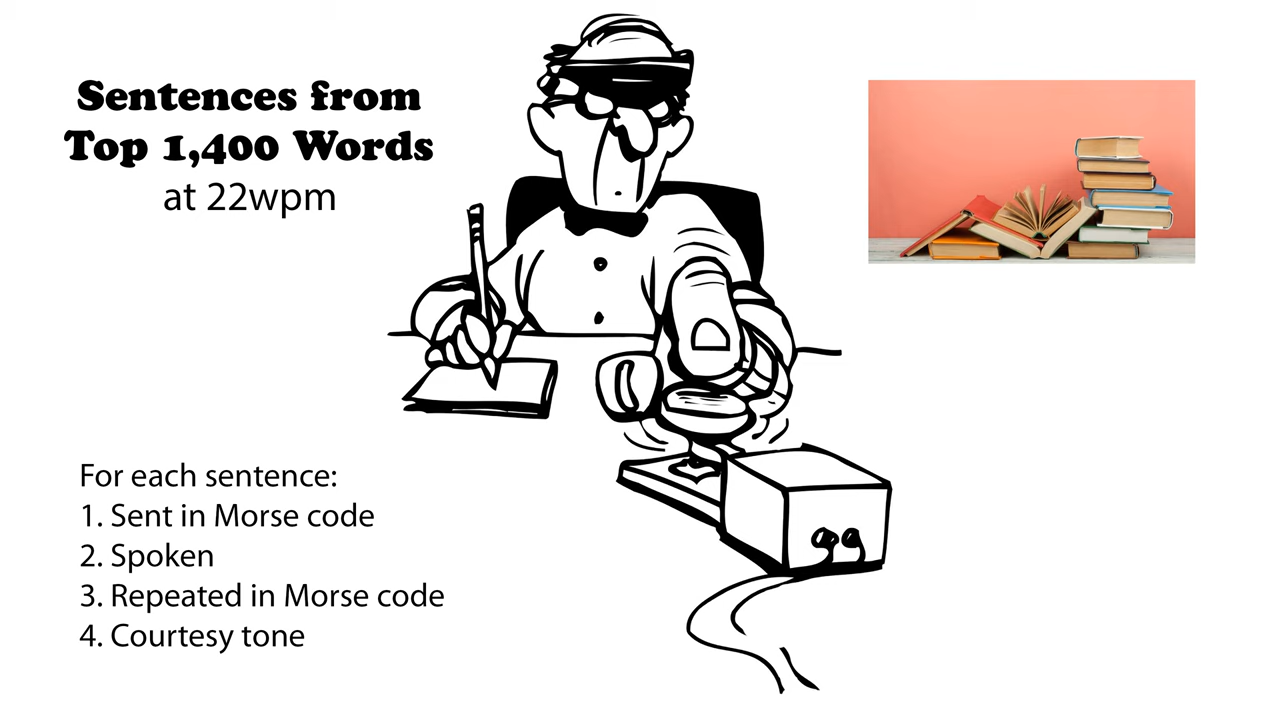 Sentences from
Top 1,400 Words
at 22wpm
For each sentence:
1. Sent in Morse code
2. Spoken
3. Repeated in Morse code
4. Courtesy tone